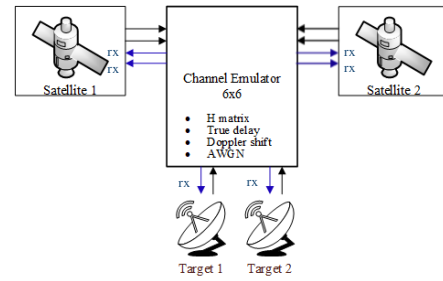 rx
rx
Satellite 1
Channel Emulator
6x6
• H matrix
• True delay
• Doppler shift
• AWGN
rx
rx
Satellite 2
rx
rx
Target 1
Target 2